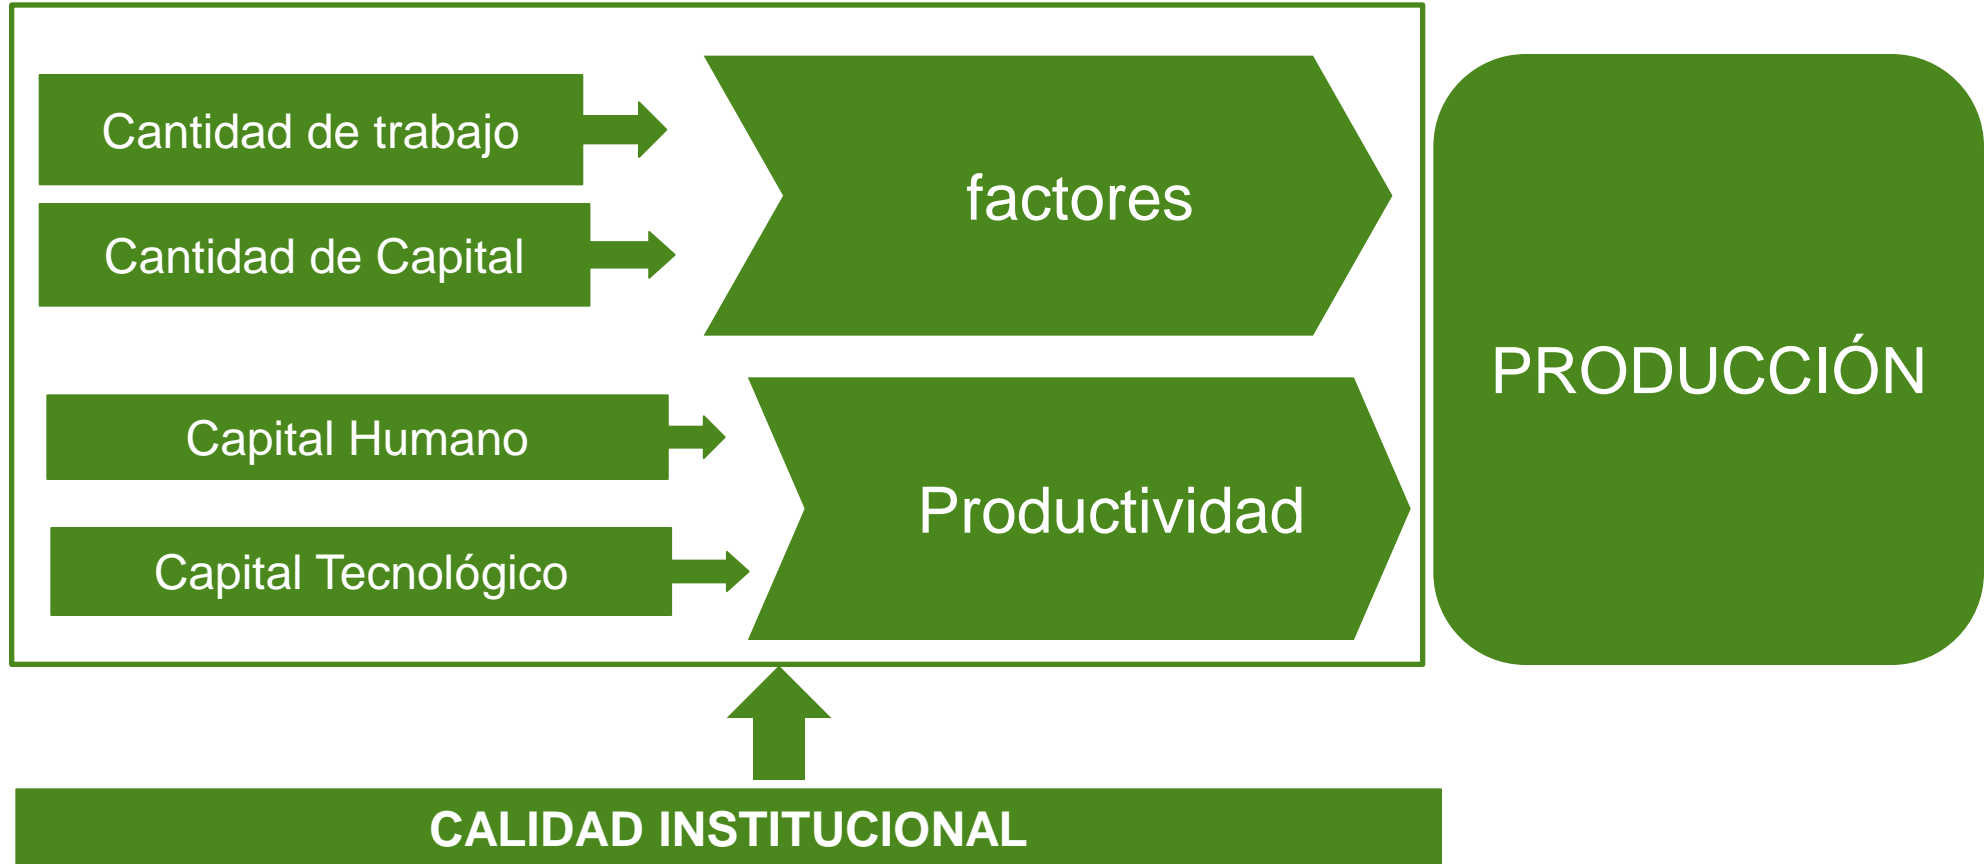 Cantidad de trabajo
Cantidad de Capital
factores
Capital Humano
Capital Tecnológico
Productividad
PRODUCCIÓN
CALIDAD INSTITUCIONAL